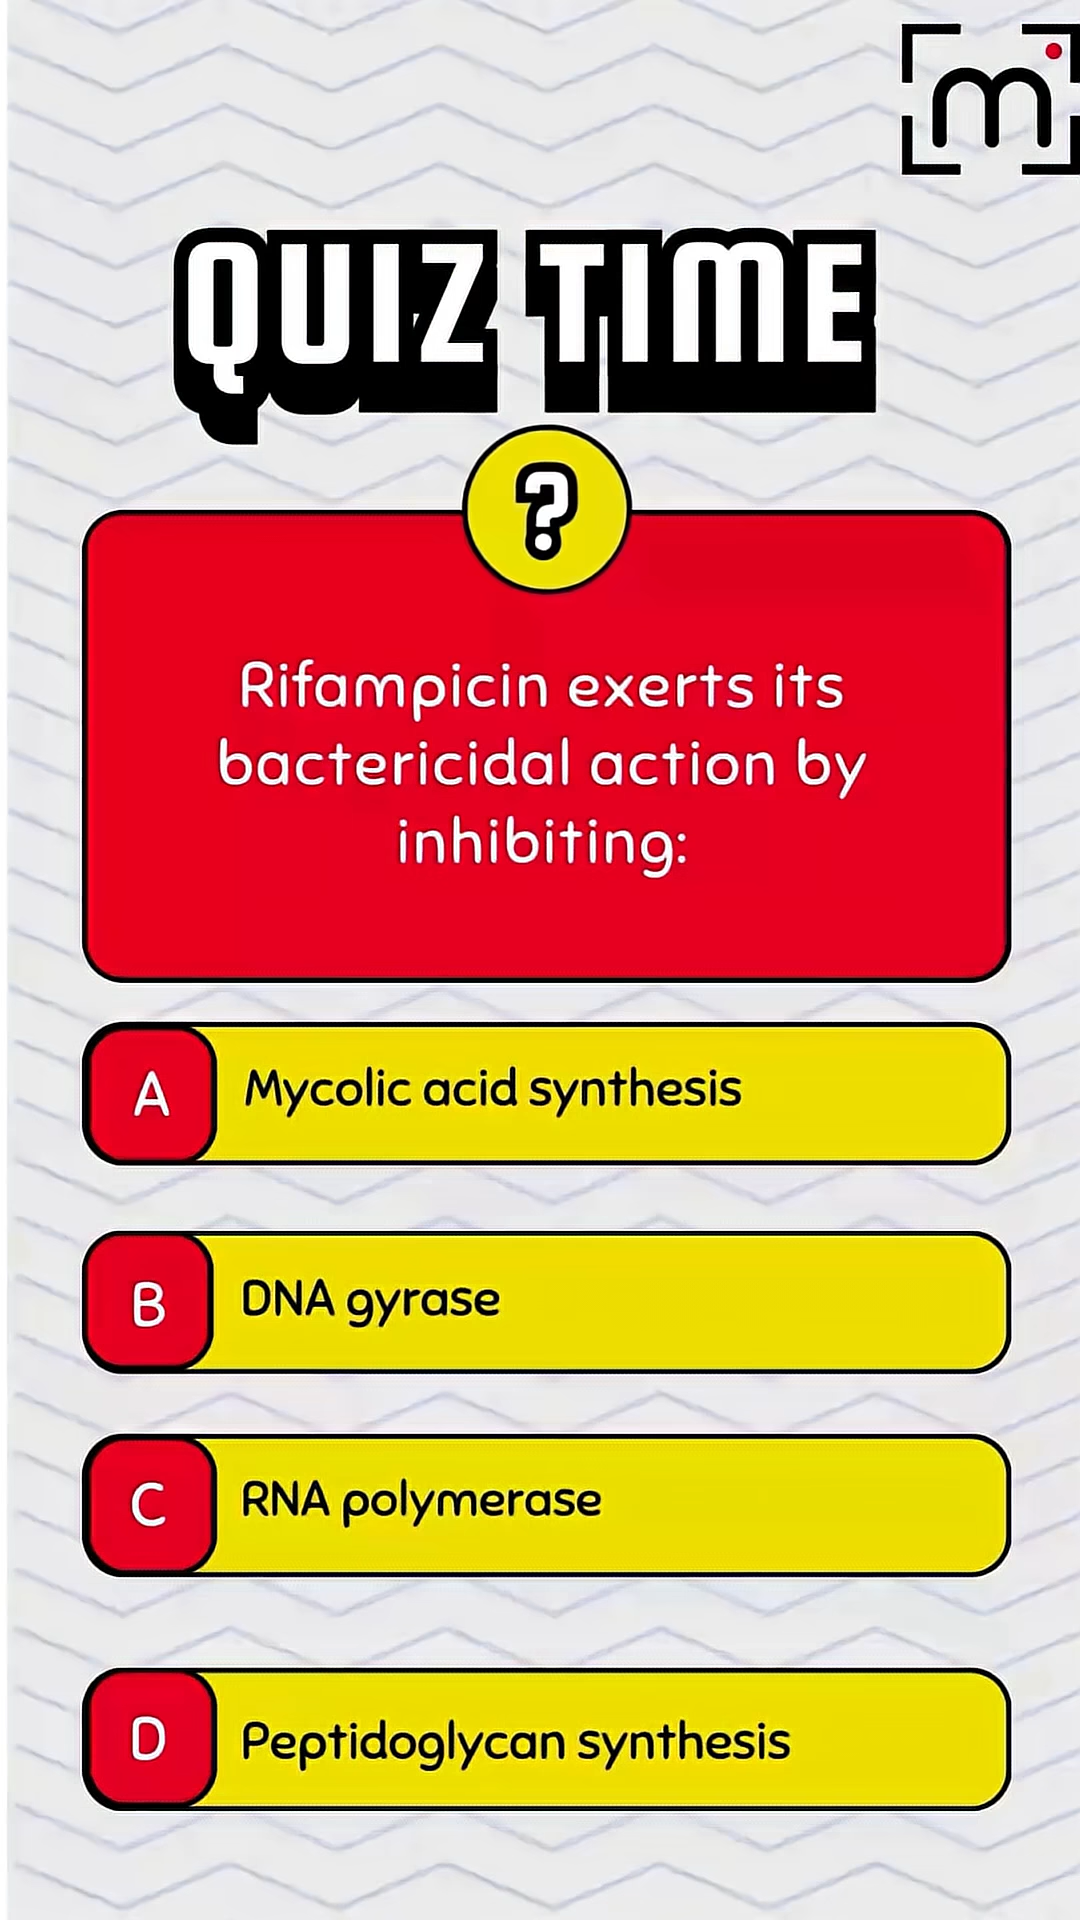 m
QUIZ TIME
?
Rifampicin exerts its
bactericidal action by
inhibiting:
A Mycolic acid synthesis
B DNA gyrase
C RNA polymerase
D Peptidoglycan synthesis